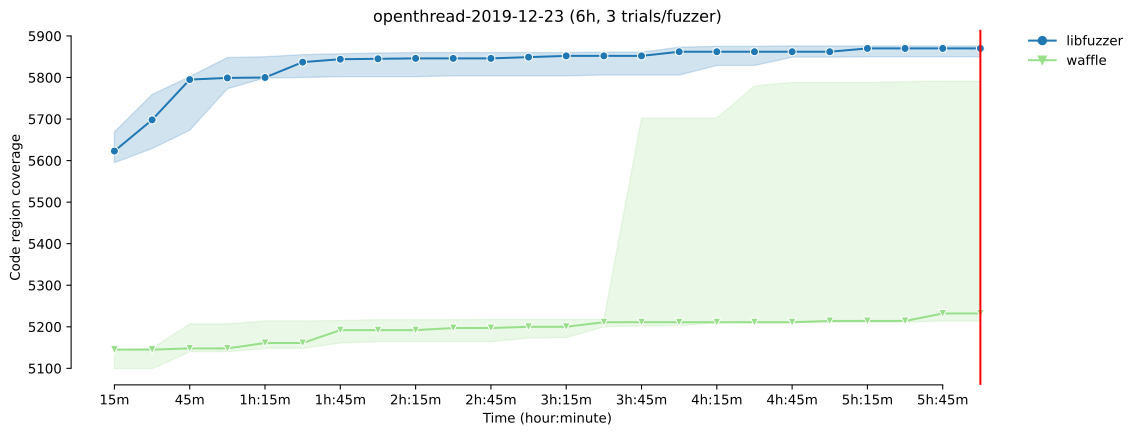 openthread-2019-12-23 (6h, 3 trials/fuzzer)
libfuzzer
waffle
Code region coverage
5900
5800
5700
5600
5500
5400
5300
5200
5100
15m 45m 1h:15m 1h:45m 2h:15m 2h:45m 3h:15m 3h:45m 4h:15m 4h:45m 5h:15m 5h:45m
Time (hour:minute)